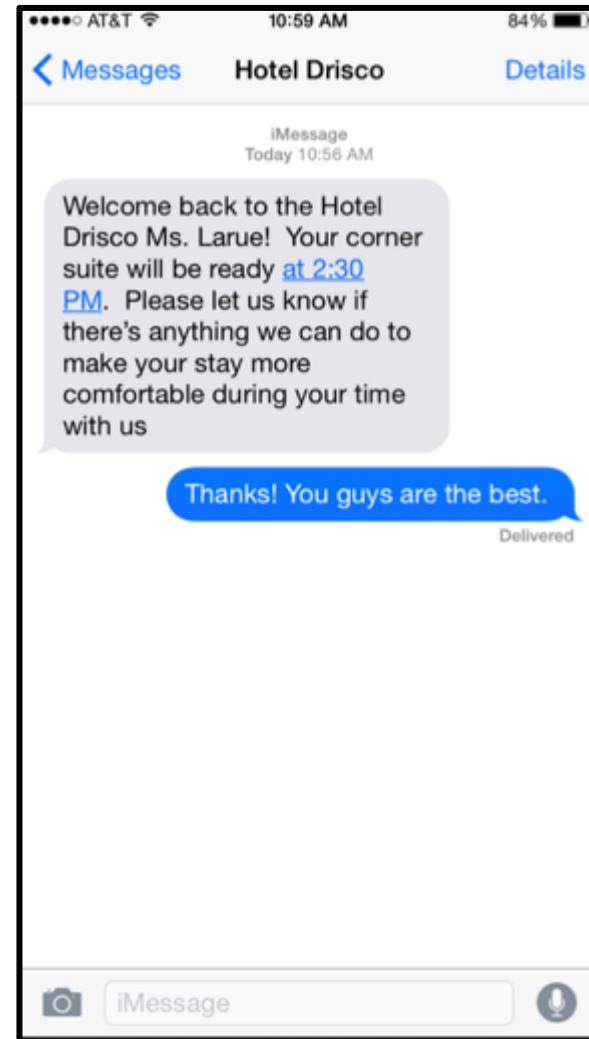 AT&T 10:59 AM 84%
Messages Hotel Drisco Details
iMessage
Today 10:56 AM
Welcome back to the Hotel
Drisco Ms. Larue!  Your corner
suite will be ready at 2:30
PM.  Please let us know if
there's anything we can do to
make your stay more
comfortable during your time
with us
Thanks! You guys are the best.
Delivered
iMessage